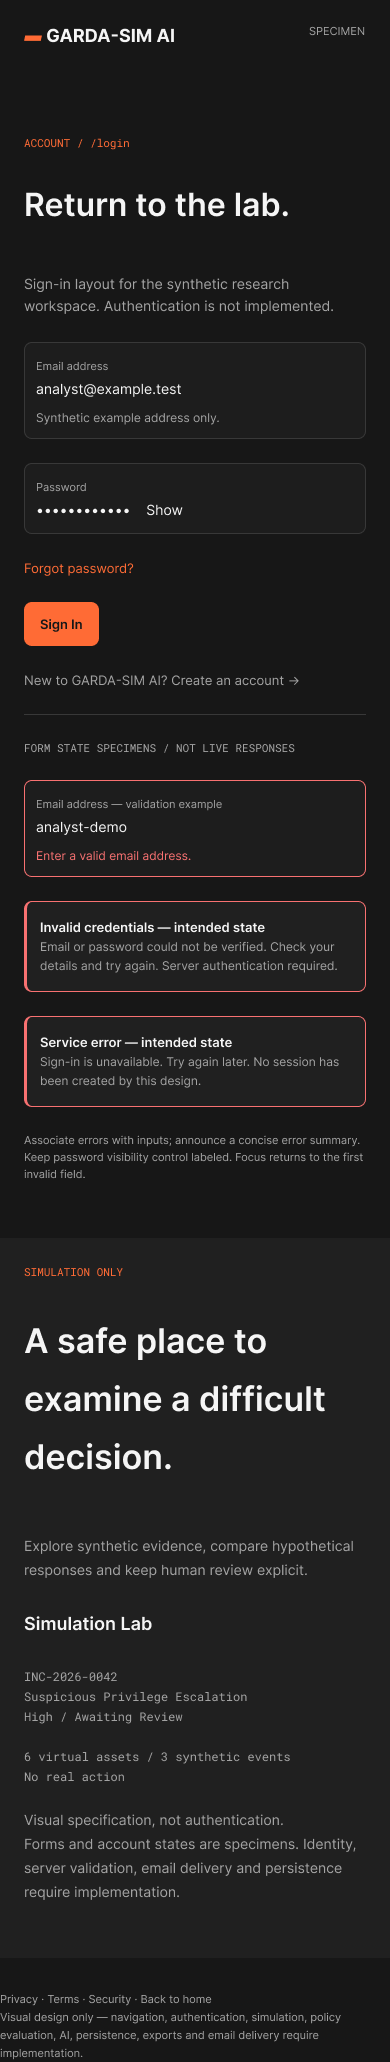 GARDA-SIM AI
SPECIMEN
ACCOUNT / /login
Return to the lab.
Sign-in layout for the synthetic research
workspace. Authentication is not implemented.
Email address
analyst@example.test
Synthetic example address only.
Password
•••••••••••• Show
Forgot password?
Sign In
New to GARDA-SIM AI? Create an account →
FORM STATE SPECIMENS / NOT LIVE RESPONSES
Email address — validation example
analyst-demo
Enter a valid email address.
Invalid credentials — intended state
Email or password could not be verified. Check your
details and try again. Server authentication required.
Service error — intended state
Sign-in is unavailable. Try again later. No session has
been created by this design.
Associate errors with inputs; announce a concise error summary.
Keep password visibility control labeled. Focus returns to the first
invalid field.
SIMULATION ONLY
A safe place to
examine a difficult
decision.
Explore synthetic evidence, compare hypothetical
responses and keep human review explicit.
Simulation Lab
INC-2026-0042
Suspicious Privilege Escalation
High / Awaiting Review
6 virtual assets / 3 synthetic events
No real action
Visual specification, not authentication.
Forms and account states are specimens. Identity,
server validation, email delivery and persistence
require implementation.
Privacy · Terms · Security · Back to home
Visual design only — navigation, authentication, simulation, policy
evaluation, AI, persistence, exports and email delivery require
implementation.